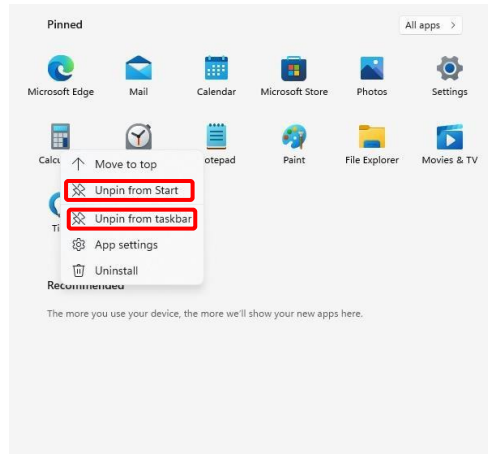 Pinned
All apps >
Microsoft Edge Mail Calendar Microsoft Store Photos Settings
Calcu otepad Paint File Explorer Movies & TV
Move to top
Unpin from Start
Unpin from taskbar
Ti
App settings
Uninstall
Recommended
The more you use your device, the more we'll show your new apps here.